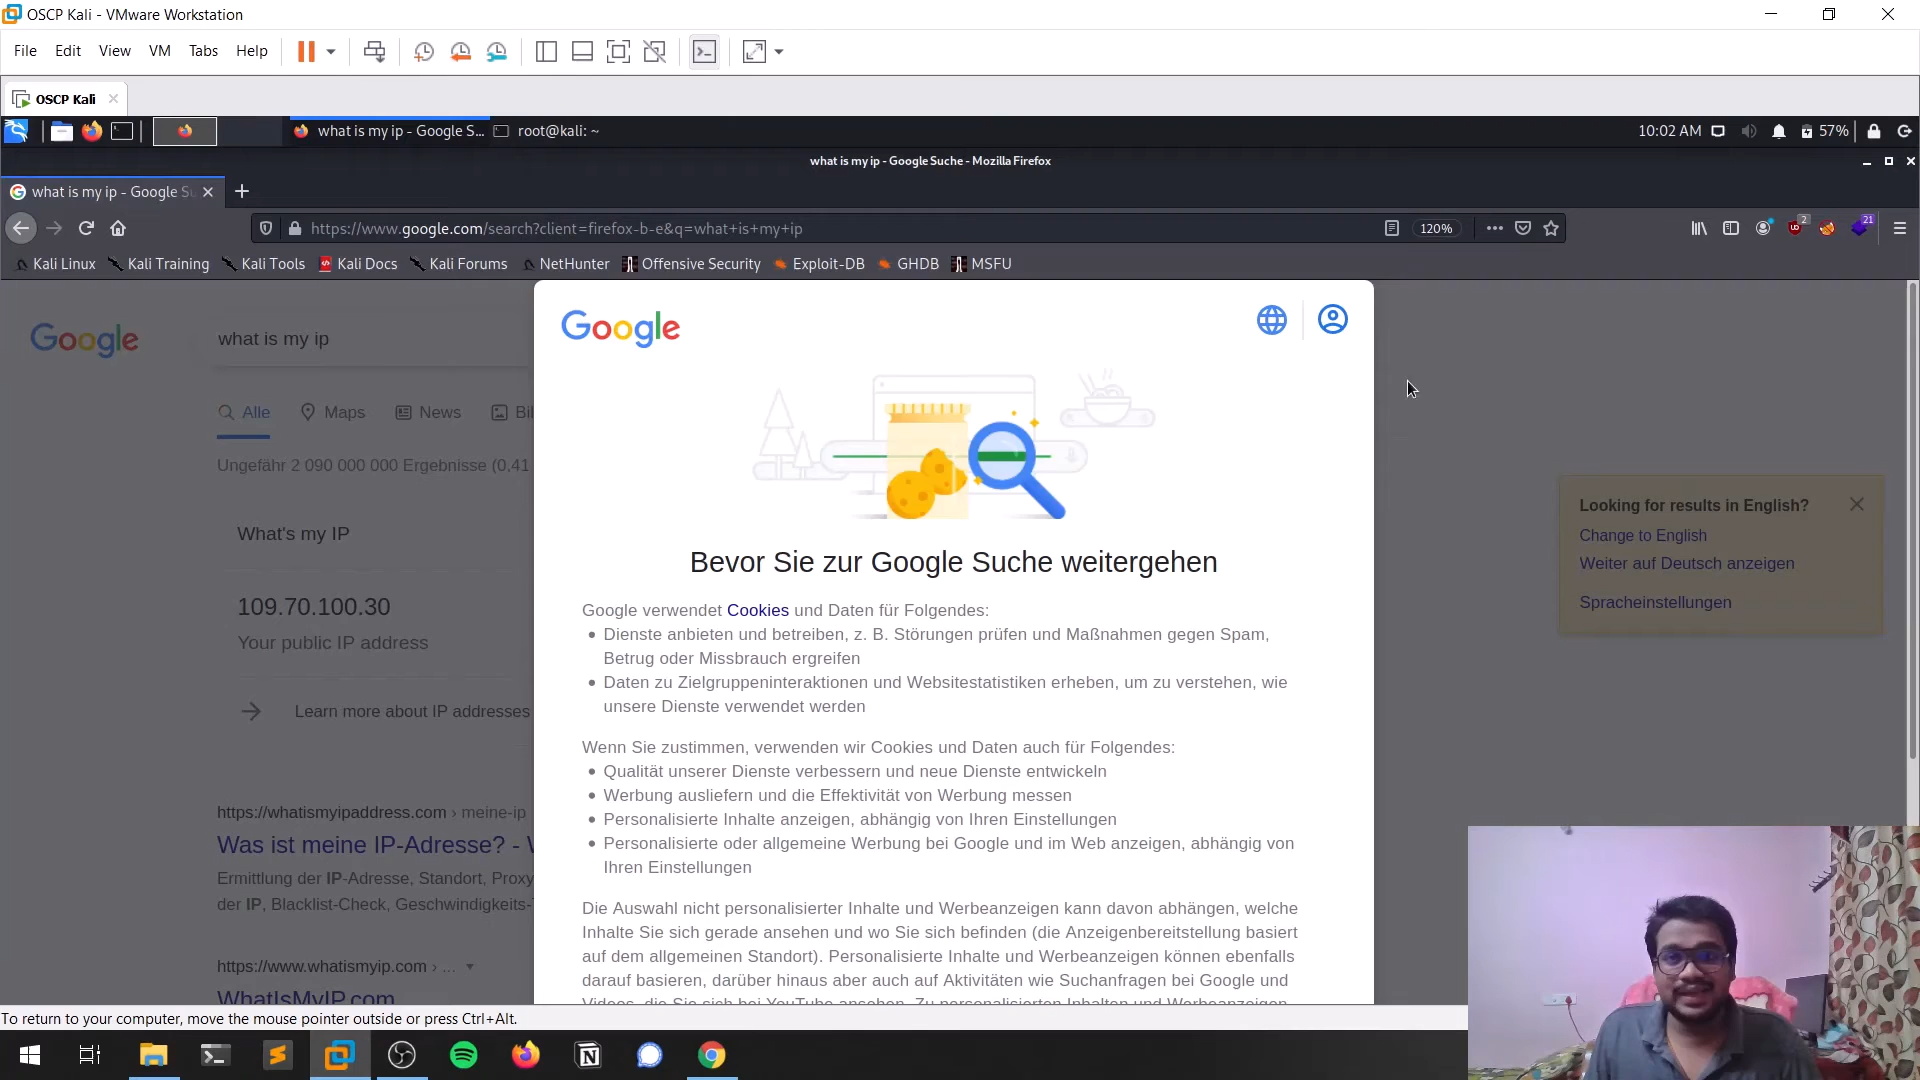 OSCP Kali - VMware Workstation
File Edit View VM Tabs Help
OSCP Kali
what is my ip - Google S... root@kali: ~ 10:02 AM 57%
what is my ip - Google Suche - Mozilla Firefox
what is my ip - Google Su
https://www.google.com/search?client=firefox-b-e&q=what+is+my+ip 120% 2 21
Kali Linux Kali Training Kali Tools Kali Docs Kali Forums NetHunter Offensive Security Exploit-DB GHDB MSFU
Google what is my ip
Alle Maps News Bil
Ungefähr 2 090 000 000 Ergebnisse (0,41
What's my IP
109.70.100.30
Your public IP address
Learn more about IP addresses
https://whatismyipaddress.com › meine-ip
Was ist meine IP-Adresse? -
Ermittlung der IP-Adresse, Standort, Proxy
der IP, Blacklist-Check, Geschwindigkeits-
https://www.whatismyip.com › ...
WhatIsMyIP.com
Google
Bevor Sie zur Google Suche weitergehen
Google verwendet Cookies und Daten für Folgendes:
Dienste anbieten und betreiben, z. B. Störungen prüfen und Maßnahmen gegen Spam,
Betrug oder Missbrauch ergreifen
Daten zu Zielgruppeninteraktionen und Websitestatistiken erheben, um zu verstehen, wie
unsere Dienste verwendet werden
Wenn Sie zustimmen, verwenden wir Cookies und Daten auch für Folgendes:
Qualität unserer Dienste verbessern und neue Dienste entwickeln
Werbung ausliefern und die Effektivität von Werbung messen
Personalisierte Inhalte anzeigen, abhängig von Ihren Einstellungen
Personalisierte oder allgemeine Werbung bei Google und im Web anzeigen, abhängig von
Ihren Einstellungen
Die Auswahl nicht personalisierter Inhalte und Werbeanzeigen kann davon abhängen, welche
Inhalte Sie sich gerade ansehen und wo Sie sich befinden (die Anzeigenbereitstellung basiert
auf dem allgemeinen Standort). Personalisierte Inhalte und Werbeanzeigen können ebenfalls
darauf basieren, darüber hinaus aber auch auf Aktivitäten wie Suchanfragen bei Google und
Videos, die Sie sich bei YouTube ansehen. Zu personalisierten Inhalten und Werbeanzeigen
Looking for results in English?
Change to English
Weiter auf Deutsch anzeigen
Spracheinstellungen
To return to your computer, move the mouse pointer outside or press Ctrl+Alt.